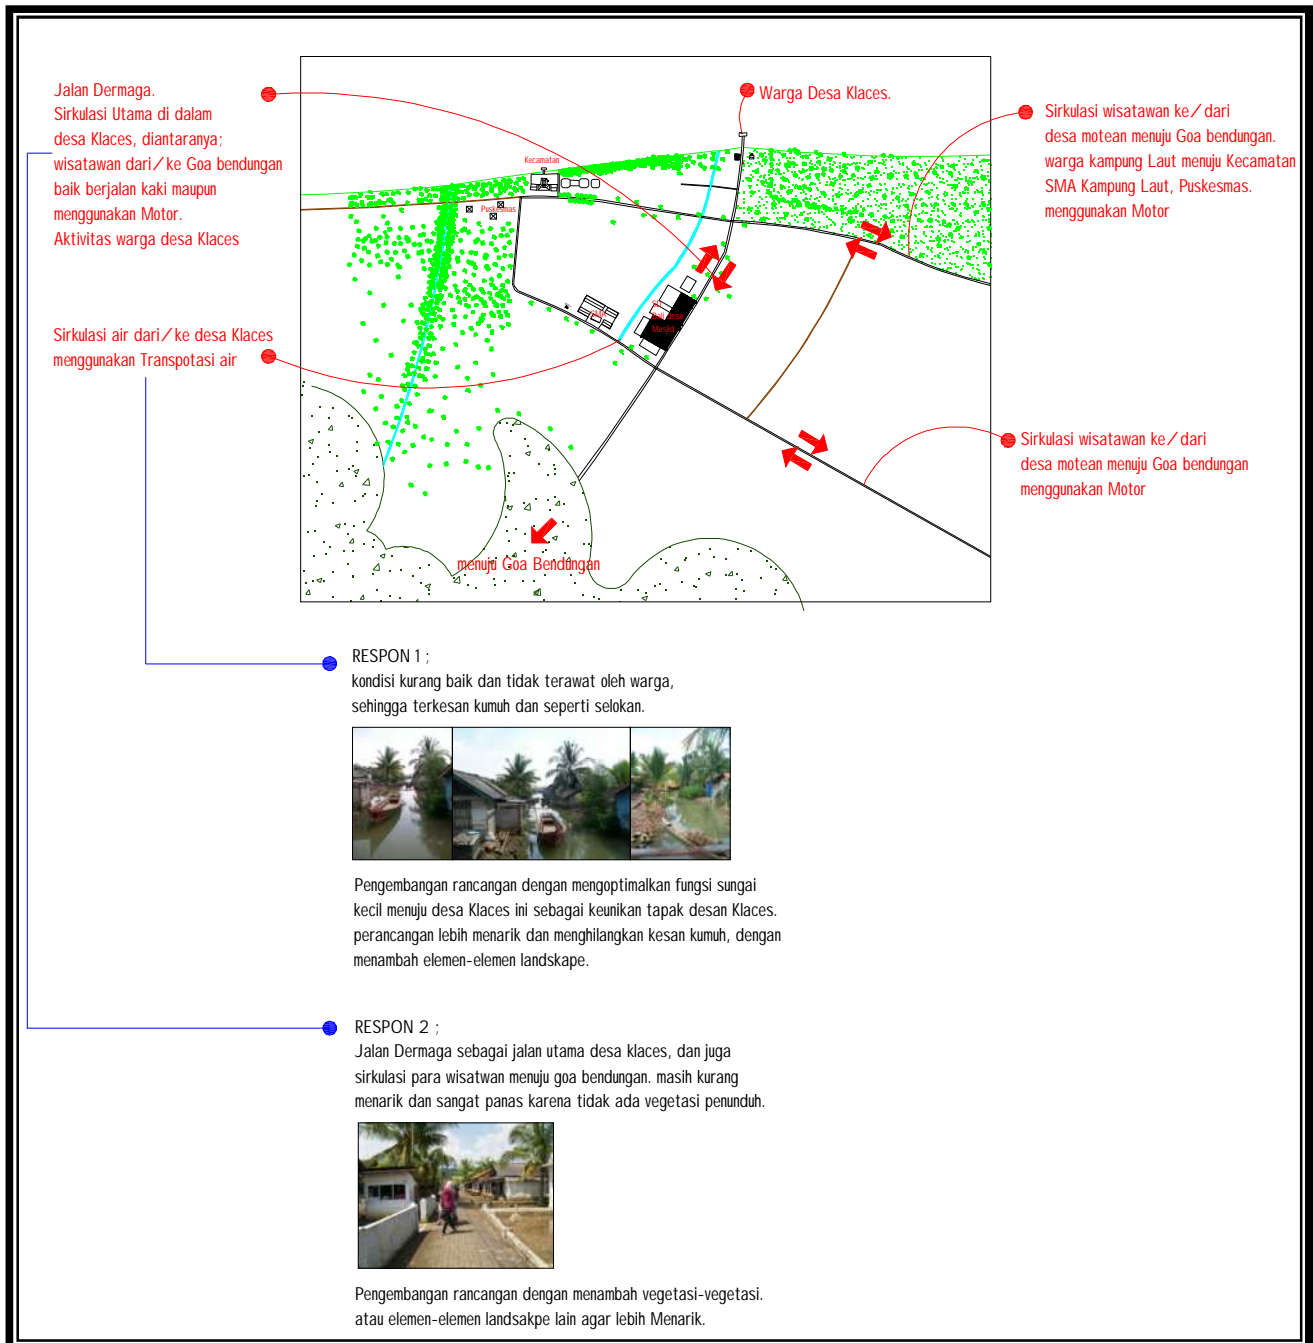 Jalan Dermaga.
Sirkulasi Utama di dalam
desa Klaces, diantaranya;
wisatawan dari/ke Goa bendungan
baik berjalan kaki maupun
menggunakan Motor.
Aktivitas warga desa Klaces
Sirkulasi air dari/ke desa Klaces
menggunakan Transpotasi air
Warga Desa Klaces.
Sirkulasi wisatawan ke/dari
desa motean menuju Goa bendungan.
warga kampung Laut menuju Kecamatan
SMA Kampung Laut, Puskesmas.
menggunakan Motor
Sirkulasi wisatawan ke/dari
desa motean menuju Goa bendungan
menggunakan Motor
Kecamatan
Puskesmas
Masjid
menuju Goa Bendungan
RESPON 1 ;
kondisi kurang baik dan tidak terawat oleh warga,
sehingga terkesan kumuh dan seperti selokan.
Pengembangan rancangan dengan mengoptimalkan fungsi sungai
kecil menuju desa Klaces ini sebagai keunikan tapak desan Klaces.
perancangan lebih menarik dan menghilangkan kesan kumuh, dengan
menambah elemen-elemen landskape.
RESPON 2 ;
Jalan Dermaga sebagai jalan utama desa klaces, dan juga
sirkulasi para wisatwan menuju goa bendungan. masih kurang
menarik dan sangat panas karena tidak ada vegetasi penunduh.
Pengembangan rancangan dengan menambah vegetasi-vegetasi.
atau elemen-elemen landsakpe lain agar lebih Menarik.